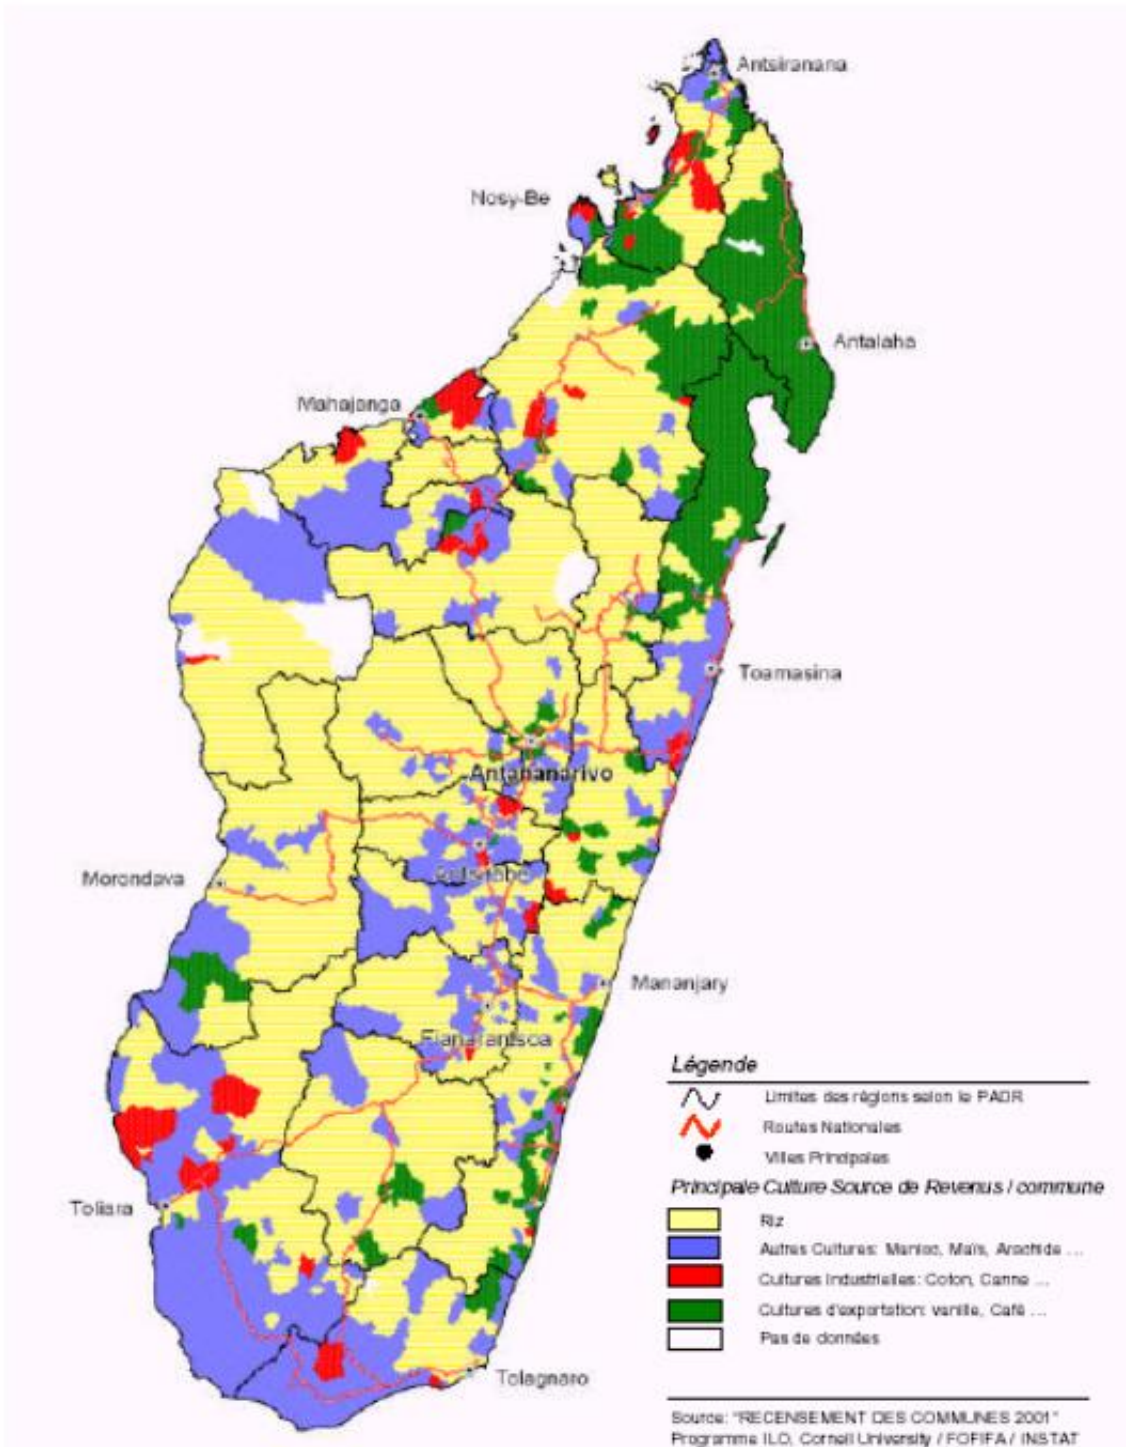 Antsiranana
Nosy-Be
Antalaha
Mahajanga
Toamasina
Antananarivo
Antsirabe
Morondava
Mananjary
Fianarantsoa
Toliara
Tolagnaro
Légende
Limites des régions selon le PADR
Routes Nationales
Villes Principales
Principale Culture Source de Revenus / commune
Riz
Autres Cultures: Manioc, Maïs, Arachide ...
Cultures Industrielles: Coton, Canne ...
Cultures d'exportation: vanille, Café ...
Pas de données
Source: "RECENSEMENT DES COMMUNES 2001"
Programme ILO, Cornell University / FOFIFA / INSTAT